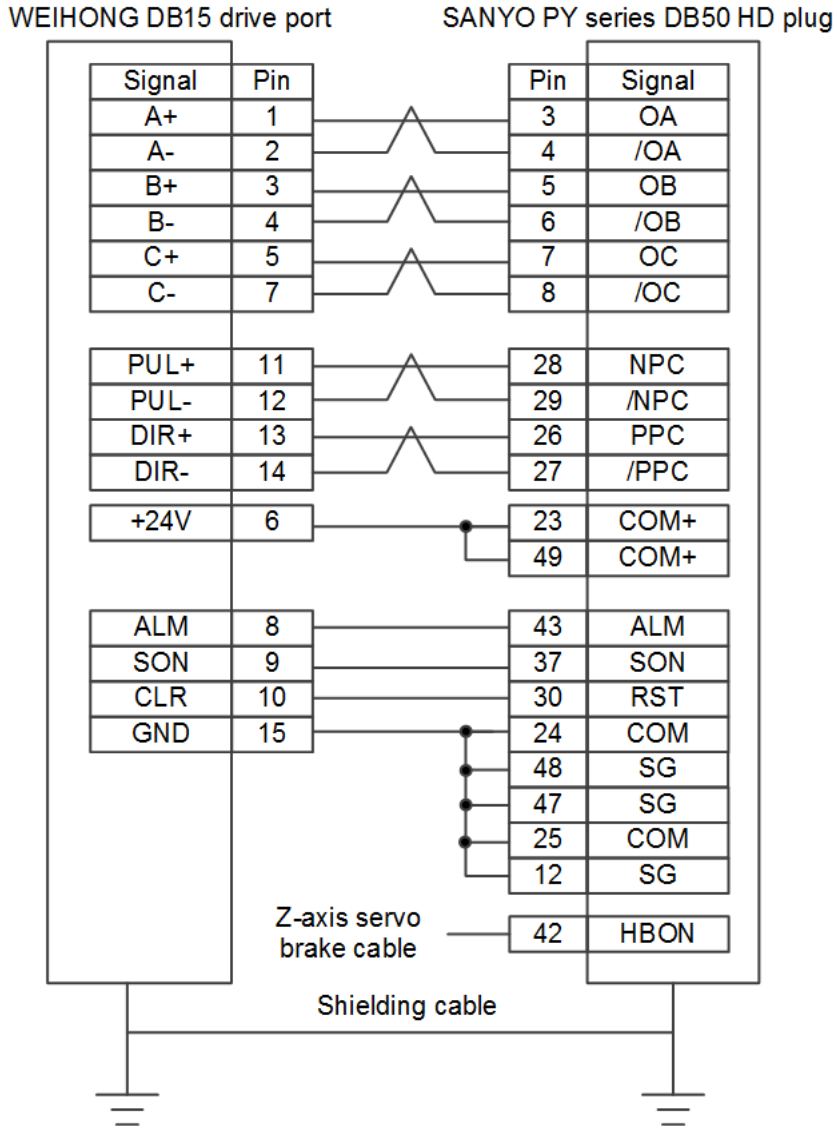 WEIHONG DB15 drive port SANYO PY series DB50 HD plug
Signal Pin Pin Signal
A+ 1 3 OA
A- 2 4 /OA
B+ 3 5 OB
B- 4 6 /OB
C+ 5 7 OC
C- 7 8 /OC
PUL+ 11 28 NPC
PUL- 12 29 /NPC
DIR+ 13 26 PPC
DIR- 14 27 /PPC
+24V 6 23 COM+
49 COM+
ALM 8 43 ALM
SON 9 37 SON
CLR 10 30 RST
GND 15 24 COM
48 SG
47 SG
25 COM
12 SG
Z-axis servo
brake cable
42 HBON
Shielding cable